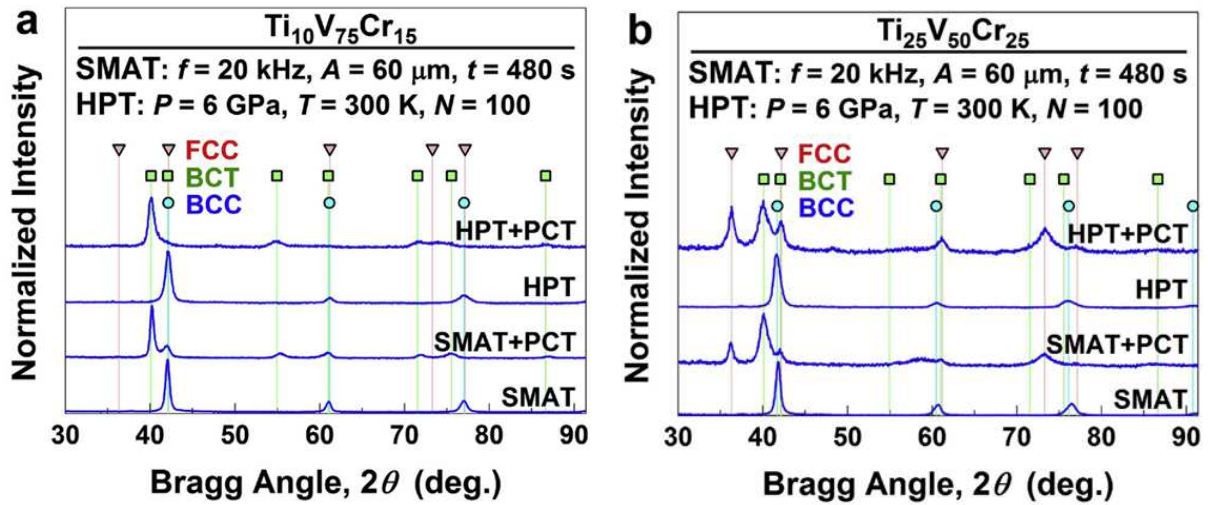 a
Ti₁₀V₇₅Cr₁₅
SMAT: f = 20 kHz, A = 60 μm, t = 480 s
HPT: P = 6 GPa, T = 300 K, N = 100
FCC
BCT
BCC
HPT+PCT
HPT
SMAT+PCT
SMAT
Normalized Intensity
30 40 50 60 70 80 90
Bragg Angle, 2θ (deg.)
b
Ti₂₅V₅₀Cr₂₅
SMAT: f = 20 kHz, A = 60 μm, t = 480 s
HPT: P = 6 GPa, T = 300 K, N = 100
FCC
BCT
BCC
HPT+PCT
HPT
SMAT+PCT
SMAT
Normalized Intensity
30 40 50 60 70 80 90
Bragg Angle, 2θ (deg.)